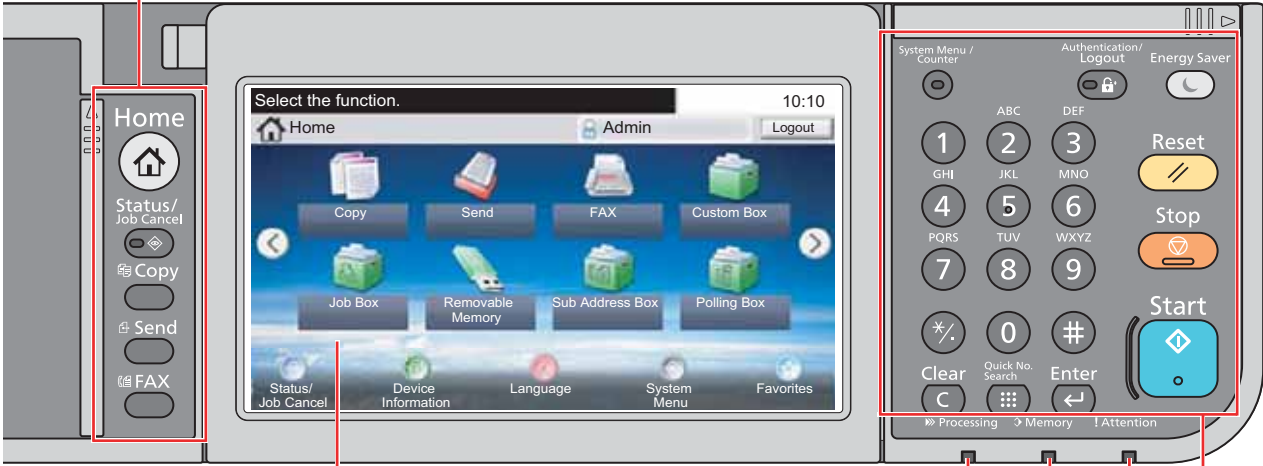 Home
Status/
Job Cancel
Copy
Send
FAX
Select the function.
10:10
Home
Admin
Logout
Copy
Send
FAX
Custom Box
Job Box
Removable
Memory
Sub Address Box
Polling Box
Status/
Job Cancel
Device
Information
Language
System
Menu
Favorites
System Menu /
Counter
Authentication/
Logout
Energy Saver
ABC
DEF
1
2
3
Reset
GHI
JKL
MNO
4
5
6
Stop
PQRS
TUV
WXYZ
7
8
9
Start
*/.
0
#
Clear
Quick No.
Search
Enter
C
Processing
Memory
! Attention